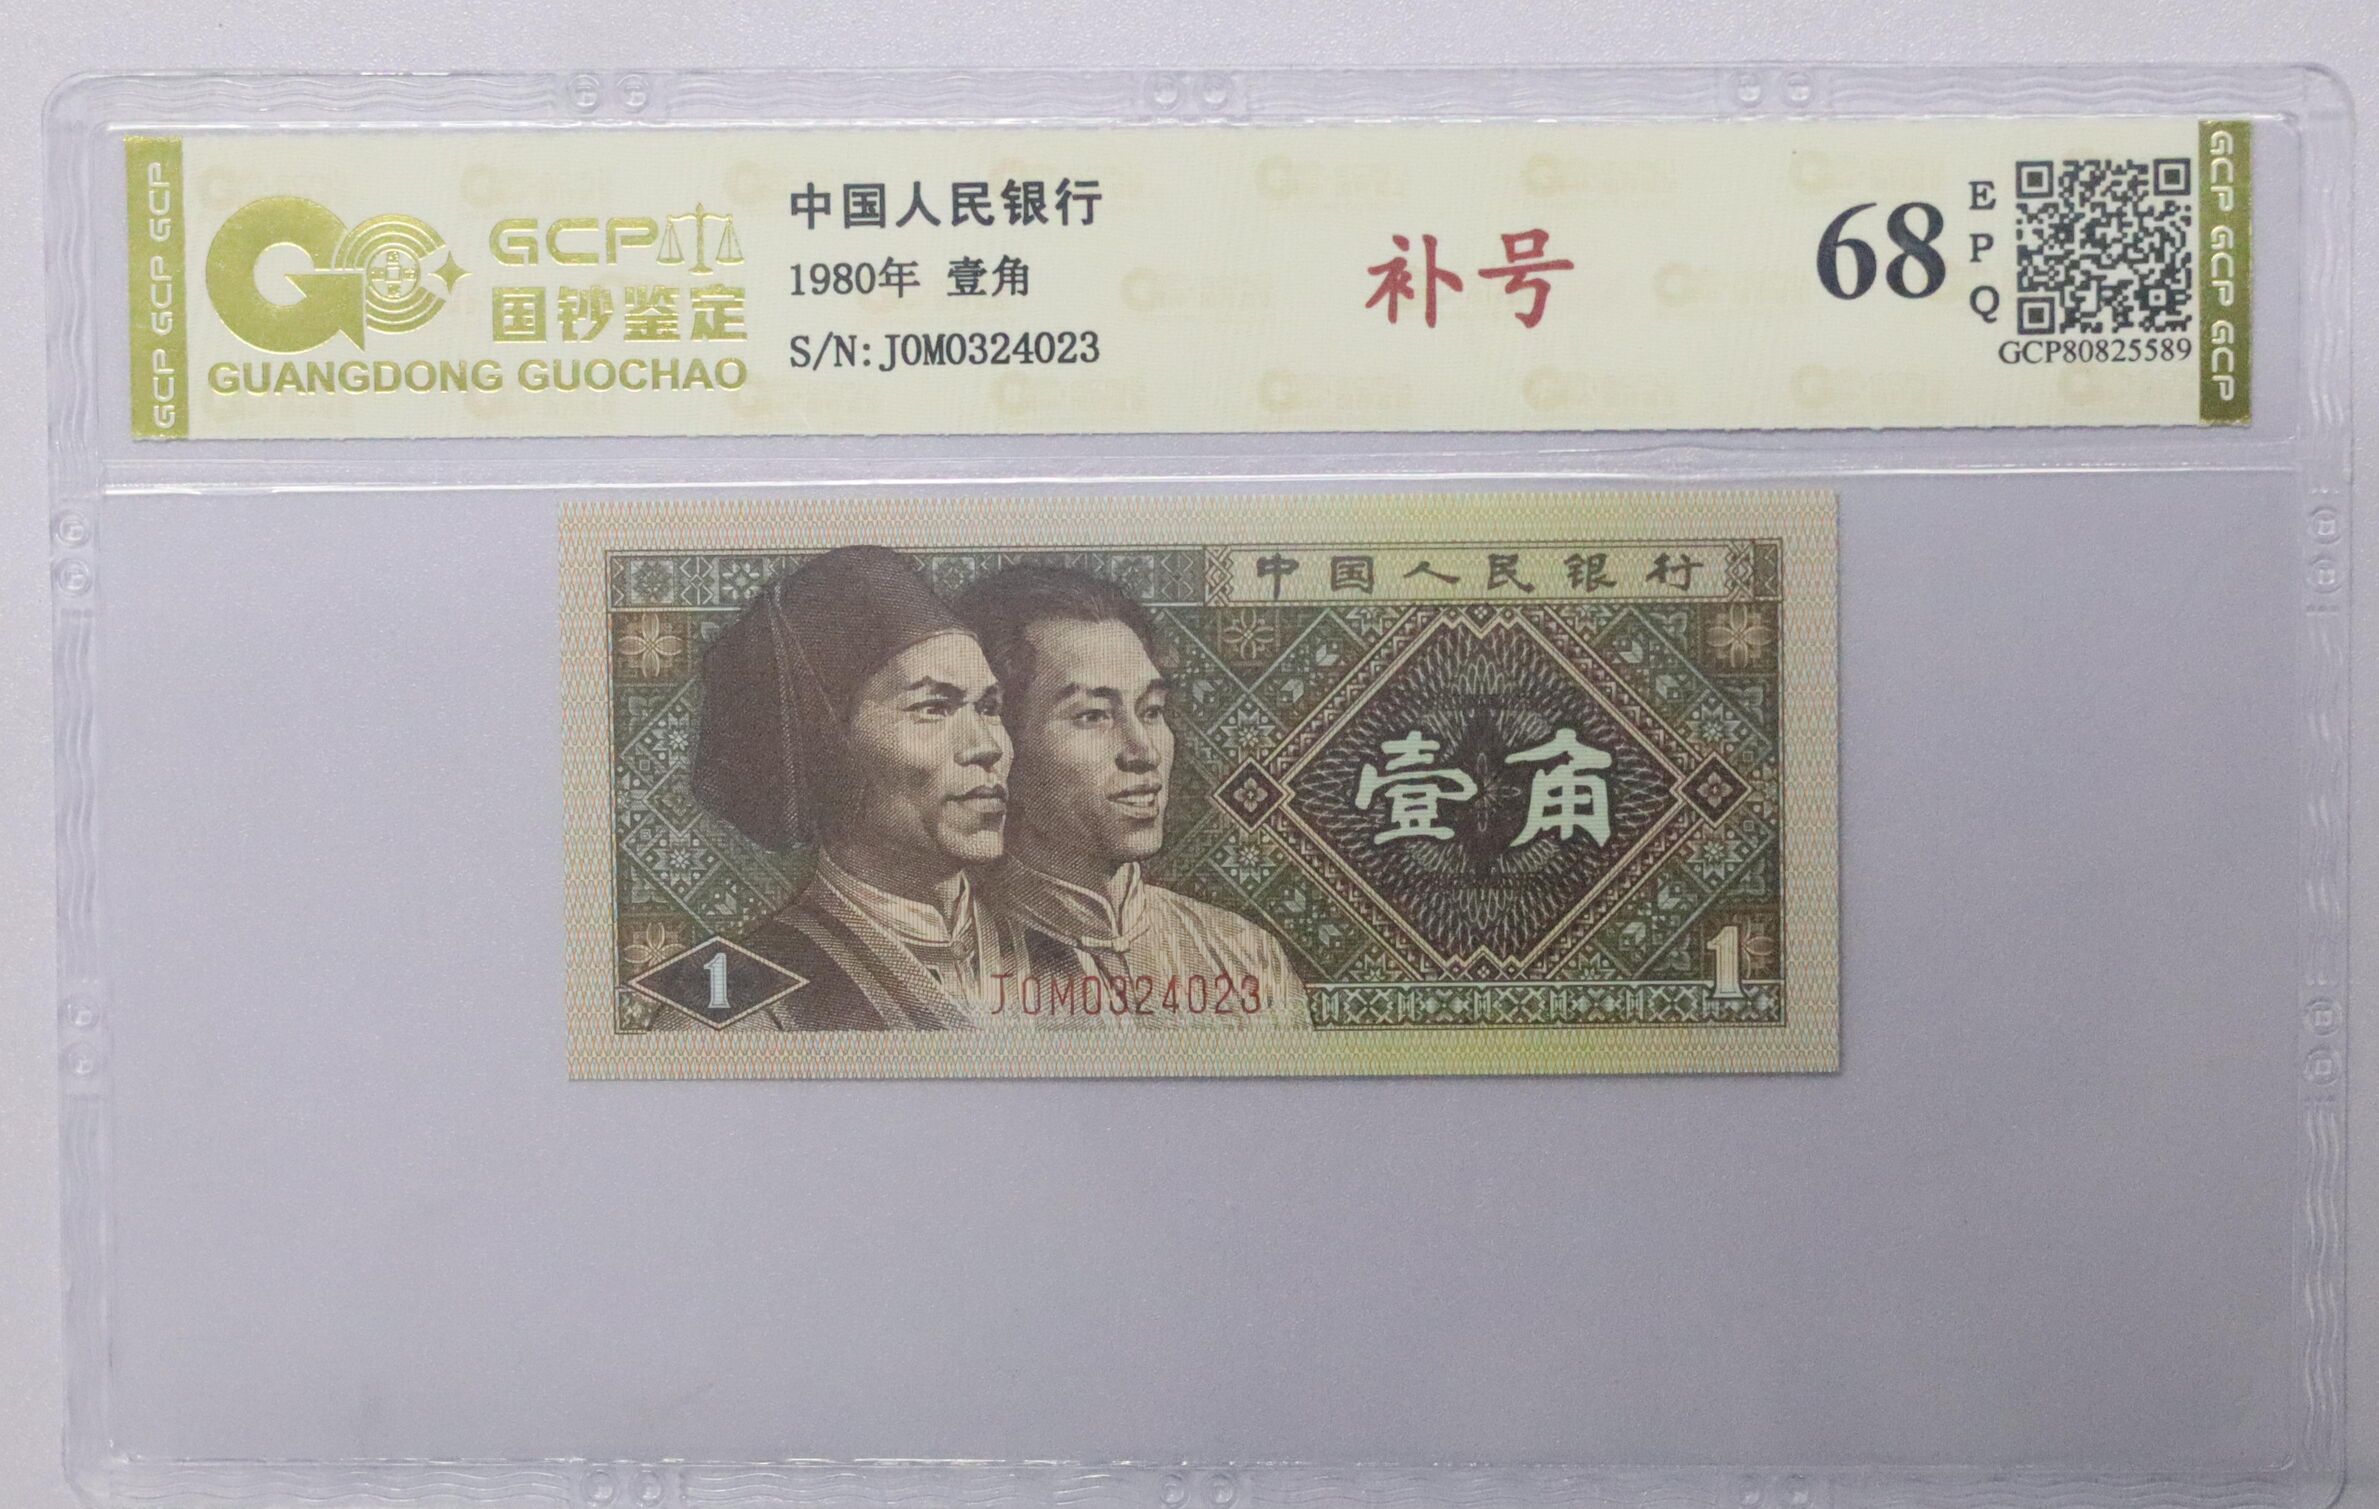 GCP GCP GCP
GCP
国钞鉴定
GUANGDONG GUOCHAO
中国人民银行
1980年 壹角
S/N:J0M0324023
补号
68
EPQ
GCP80825589
GCP GCP GCP
中国人民银行
壹角
1
J0M0324023
1